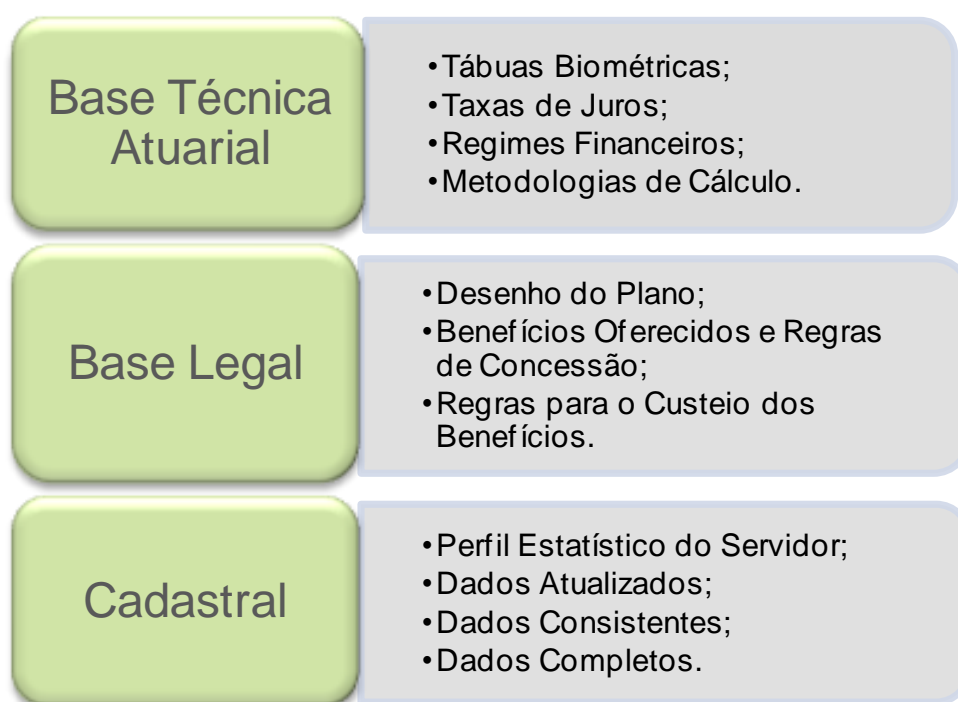 Base Técnica
Atuarial
•Tábuas Biométricas;
•Taxas de Juros;
•Regimes Financeiros;
•Metodologias de Cálculo.
Base Legal
•Desenho do Plano;
•Benefícios Oferecidos e Regras
de Concessão;
•Regras para o Custeio dos
Benefícios.
Cadastral
•Perfil Estatístico do Servidor;
•Dados Atualizados;
•Dados Consistentes;
•Dados Completos.